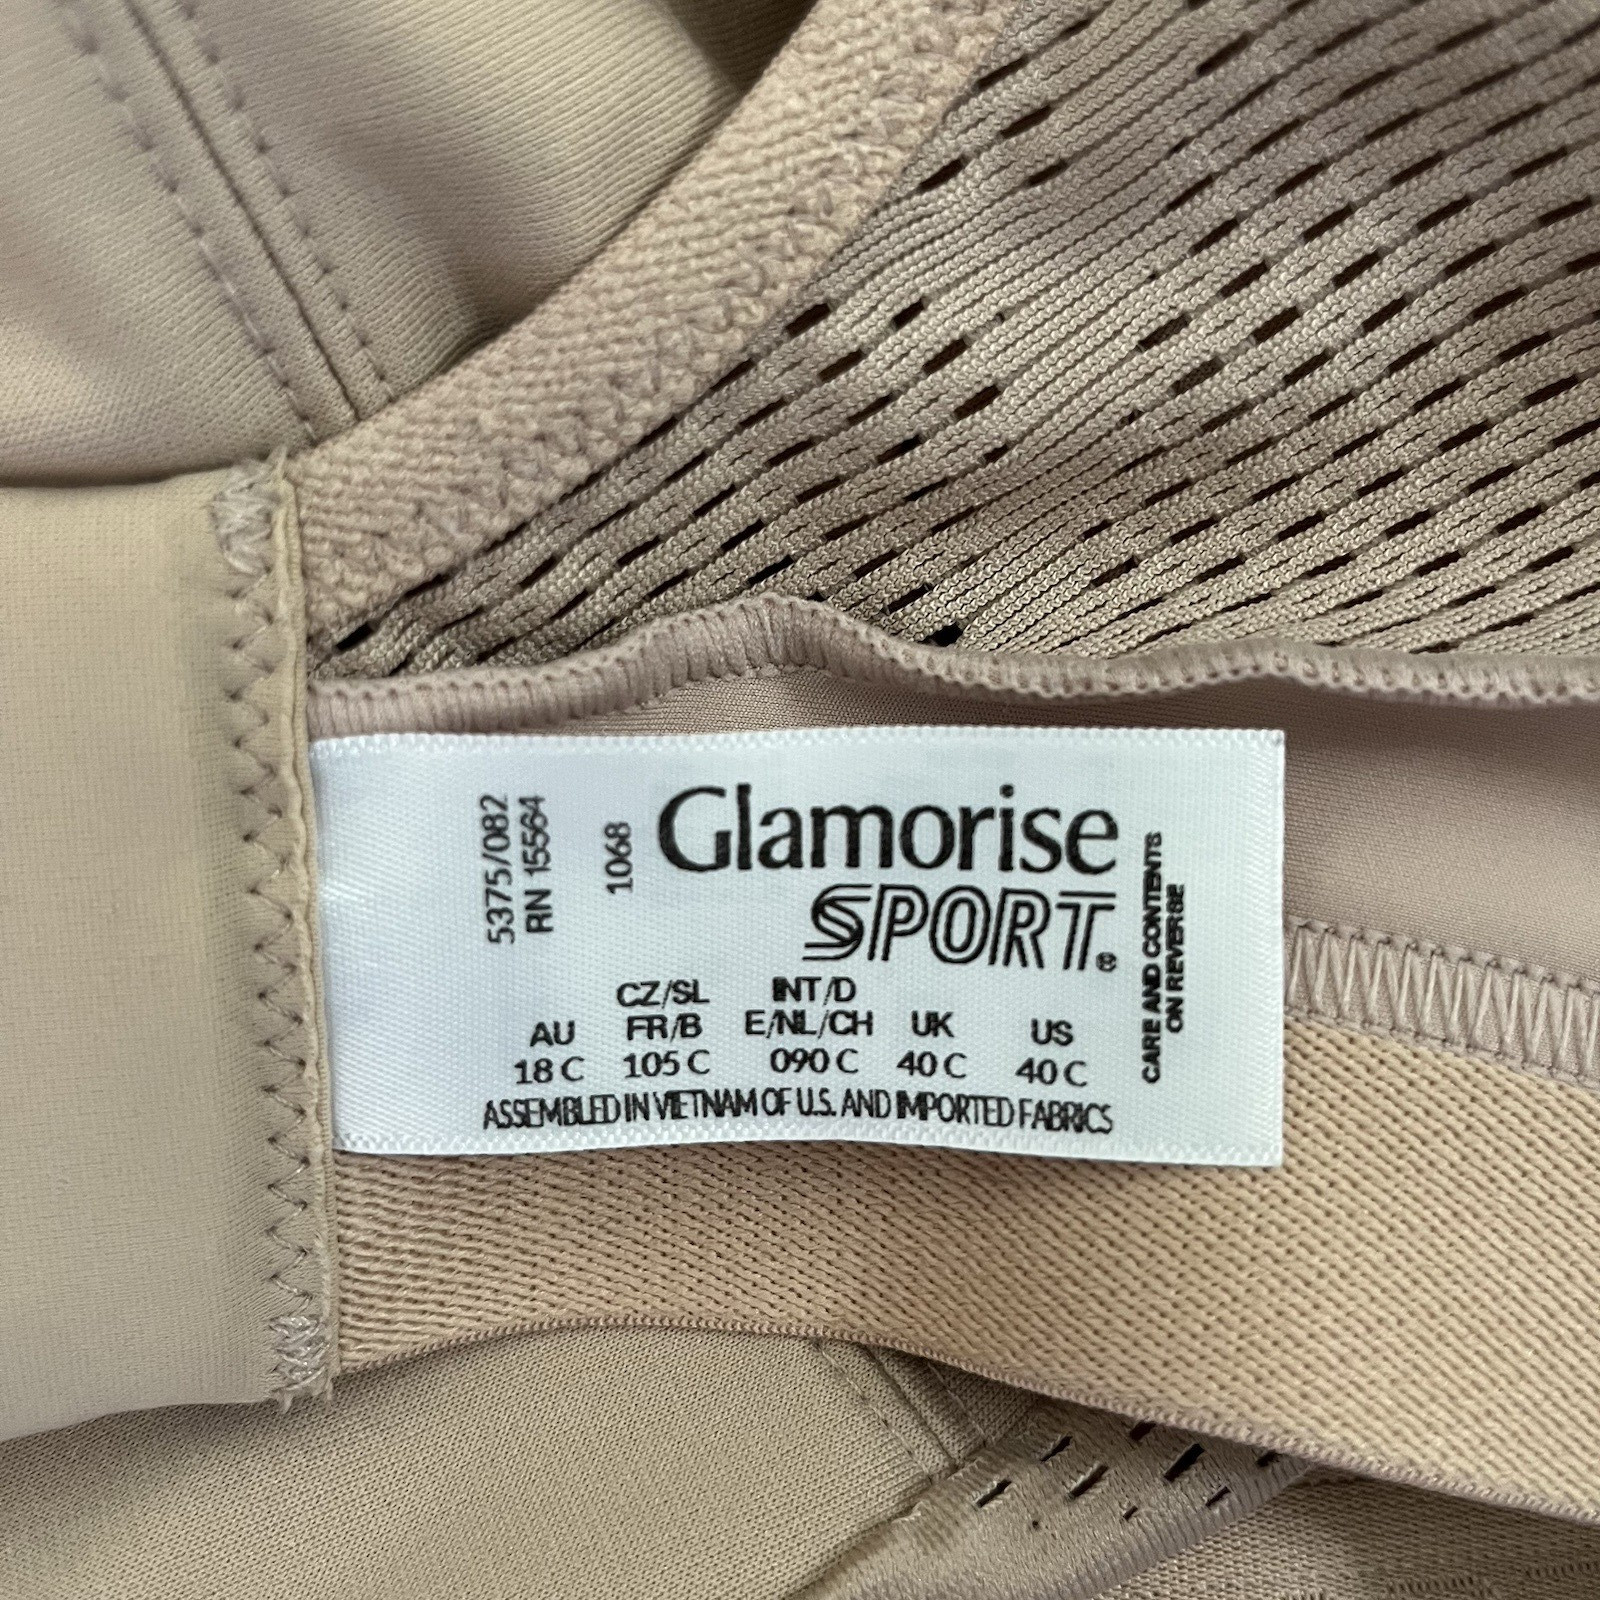 5375/082
RN 15564
1068
Glamorise
SPORT®
CARE AND CONTENTS
ON REVERSE
CZ/SL INT/D
AU FR/B E/NL/CH UK US
18 C 105 C 090 C 40 C 40 C
ASSEMBLED IN VIETNAM OF U.S. AND IMPORTED FABRICS